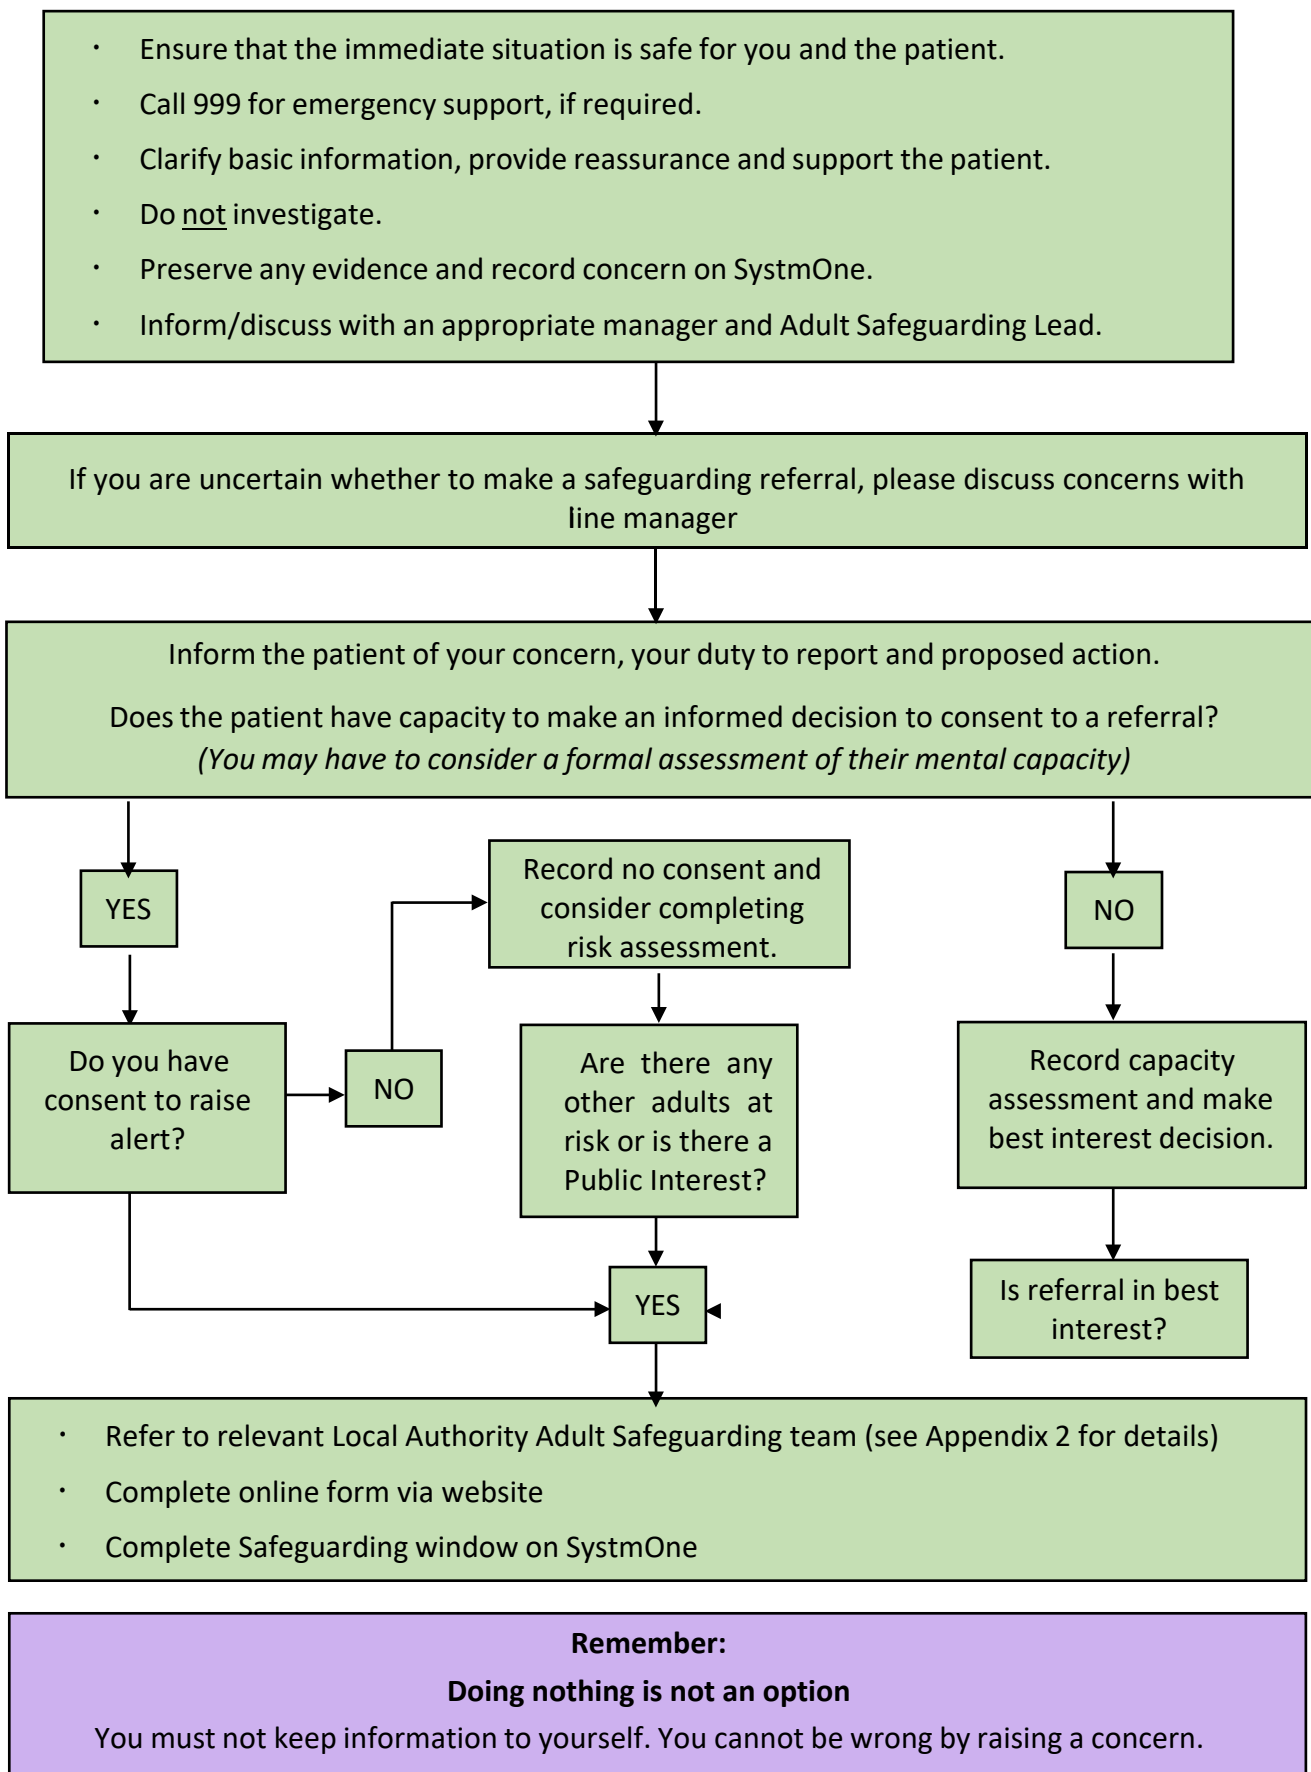 · Ensure that the immediate situation is safe for you and the patient.
· Call 999 for emergency support, if required.
· Clarify basic information, provide reassurance and support the patient.
· Do not investigate.
· Preserve any evidence and record concern on SystmOne.
· Inform/discuss with an appropriate manager and Adult Safeguarding Lead.
If you are uncertain whether to make a safeguarding referral, please discuss concerns with
line manager
Inform the patient of your concern, your duty to report and proposed action.
Does the patient have capacity to make an informed decision to consent to a referral?
(You may have to consider a formal assessment of their mental capacity)
YES
Do you have
consent to raise
alert?
NO
Record no consent and
consider completing
risk assessment.
Are there any
other adults at
risk or is there a
Public Interest?
YES
NO
Record capacity
assessment and make
best interest decision.
Is referral in best
interest?
· Refer to relevant Local Authority Adult Safeguarding team (see Appendix 2 for details)
· Complete online form via website
· Complete Safeguarding window on SystmOne
Remember:
Doing nothing is not an option
You must not keep information to yourself. You cannot be wrong by raising a concern.